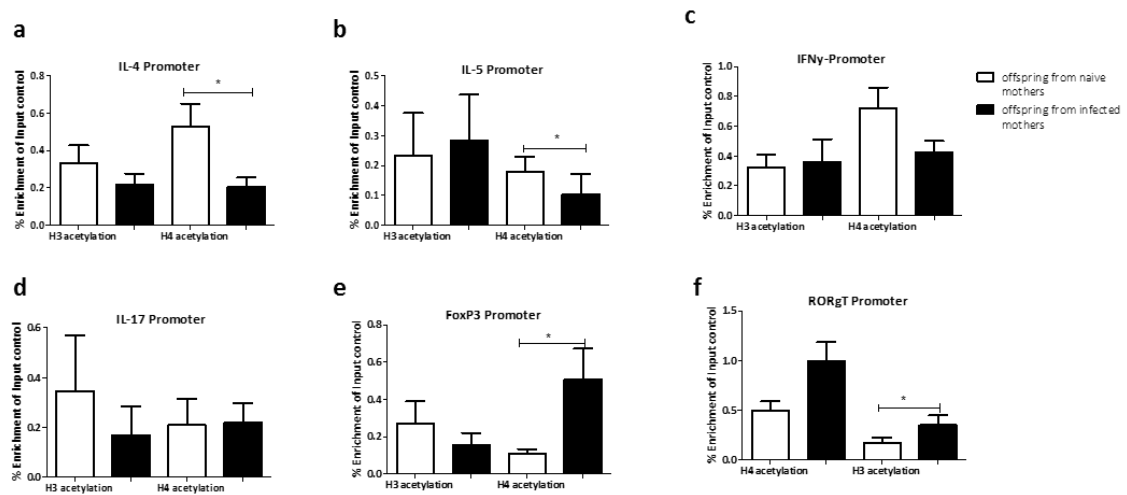 a
IL-4 Promoter
% Enrichment of Input control
0.8
0.6
0.4
0.2
0.0
*
H3 acetylation
H4 acetylation
b
IL-5 Promoter
% Enrichment of Input control
0.5
0.4
0.3
0.2
0.1
0.0
*
H3 acetylation
H4 acetylation
c
IFNy-Promoter
% Enrichment of Input control
1.0
0.8
0.6
0.4
0.2
0.0
H3 acetylation
H4 acetylation
offspring from naive
mothers
offspring from infected
mothers
d
IL-17 Promoter
% Enrichment of Input control
0.6
0.4
0.2
0.0
H3 acetylation
H4 acetylation
e
FoxP3 Promoter
% Enrichment of Input control
0.8
0.6
0.4
0.2
0.0
*
H3 acetylation
H4 acetylation
f
RORgT Promoter
% Enrichment of Input control
1.5
1.0
0.5
0.0
*
H4 acetylation
H3 acetylation